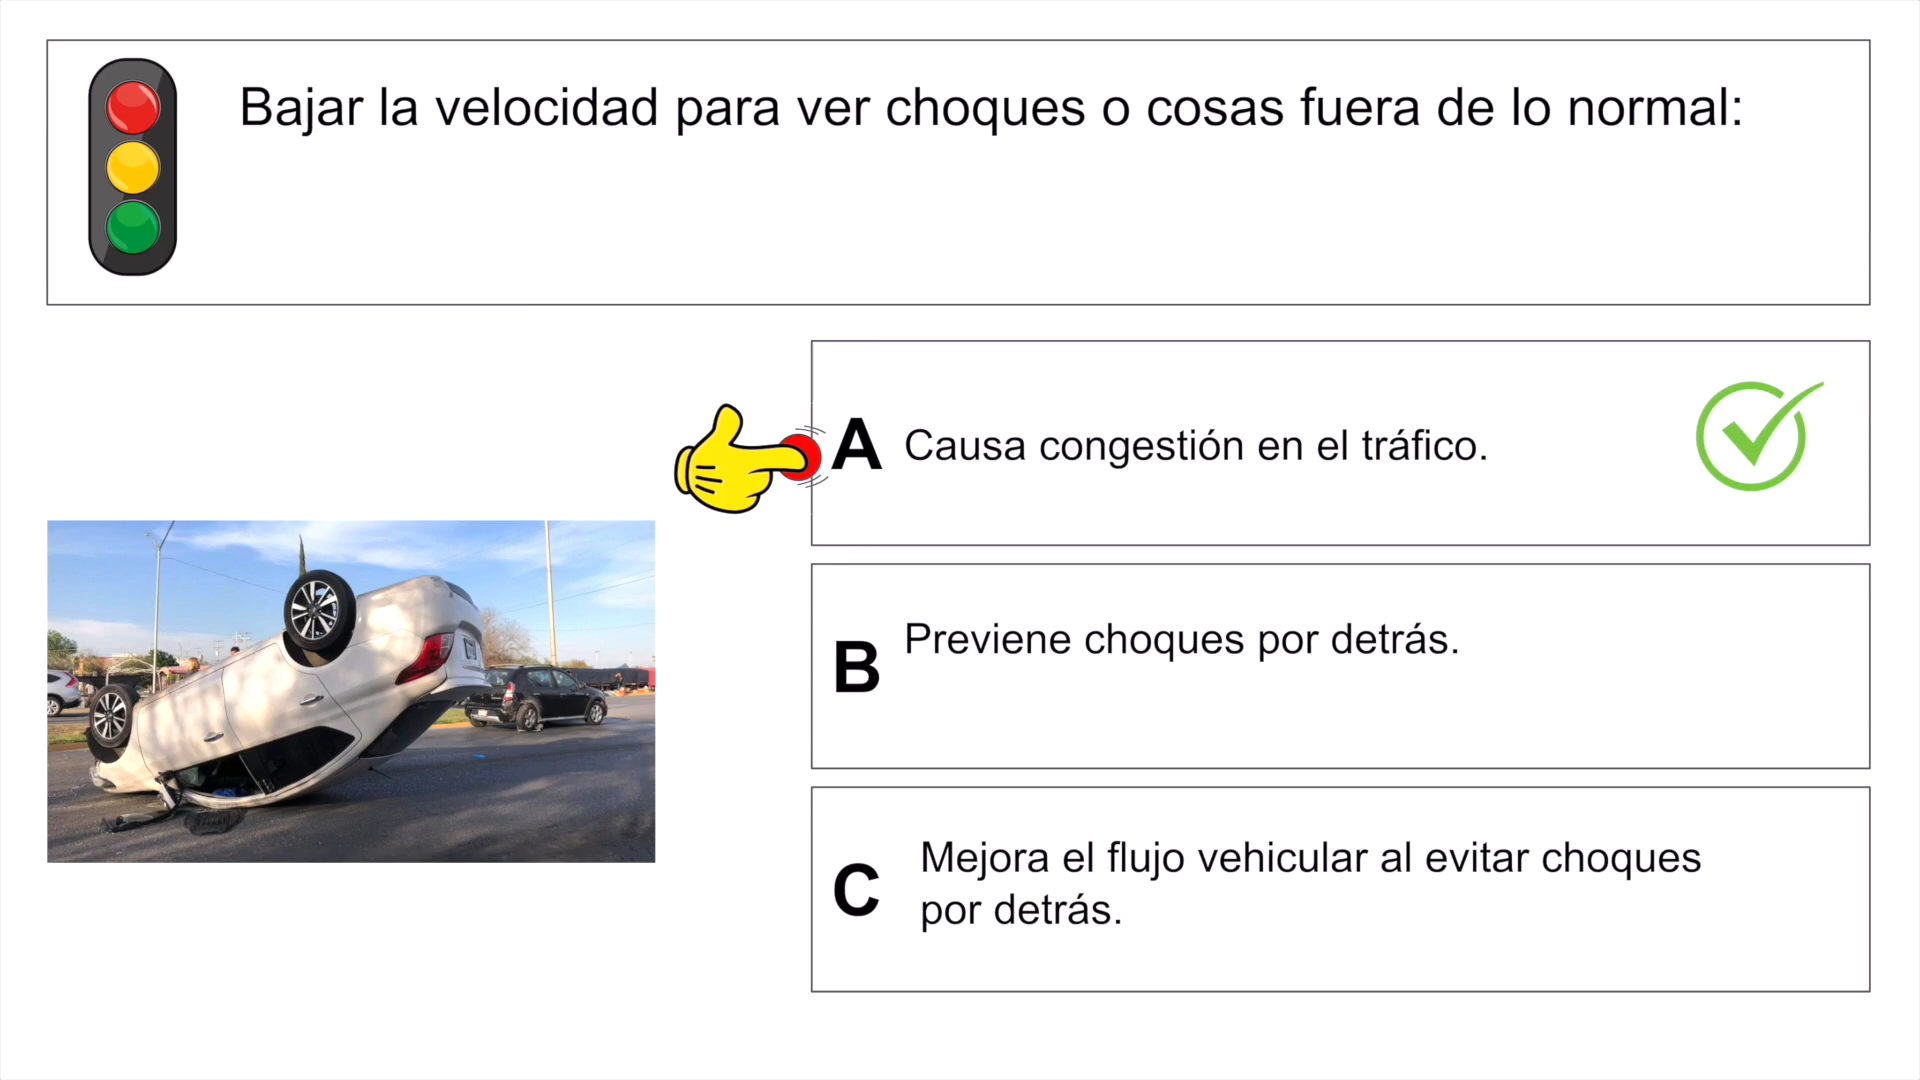 Bajar la velocidad para ver choques o cosas fuera de lo normal:
A Causa congestión en el tráfico.
B Previene choques por detrás.
C Mejora el flujo vehicular al evitar choques
por detrás.